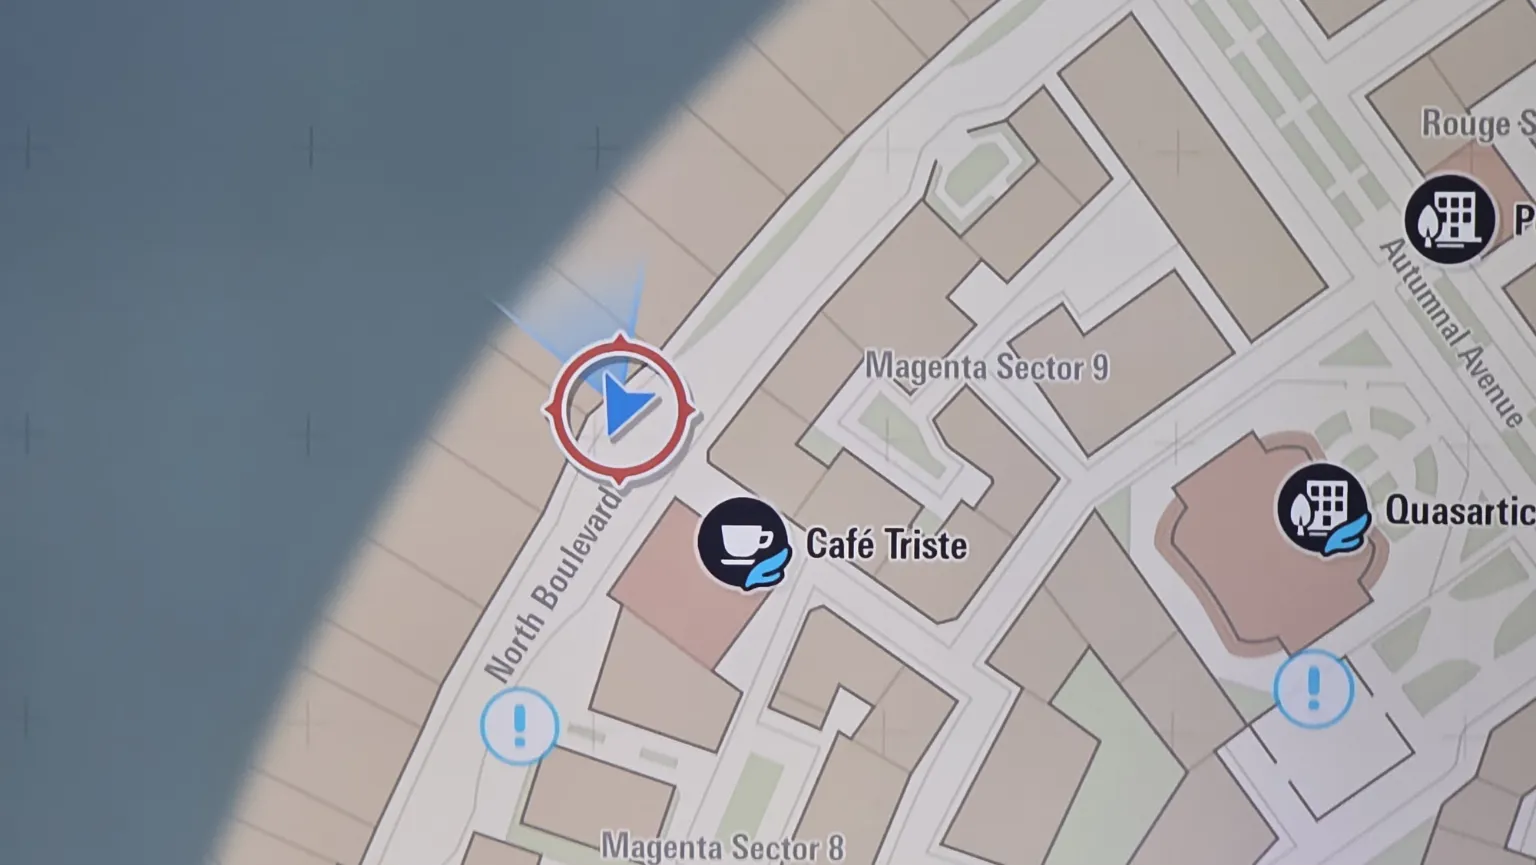 Rouge
Autumnal Avenue
Magenta Sector 9
Quasartic
Café Triste
North Boulevard
Magenta Sector 8